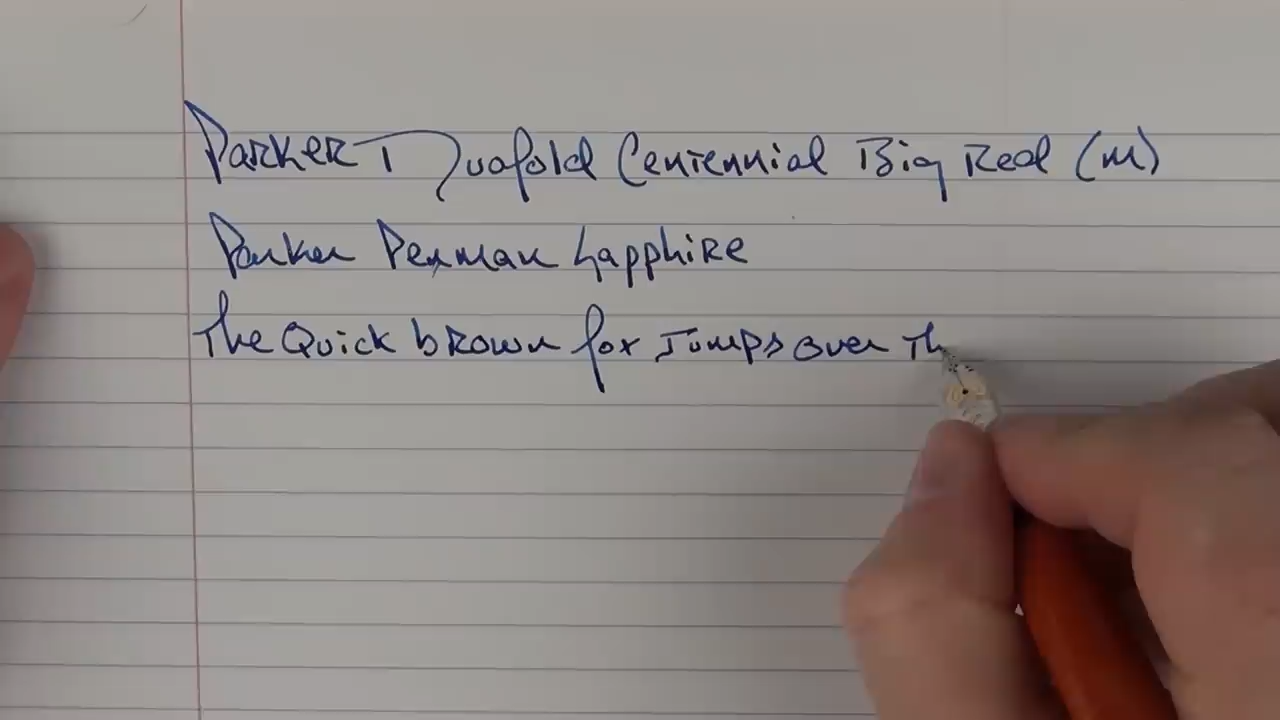 Parker Duofold Centennial Big Red (M)
Parker Penman Sapphire
The Quick brown fox Jumps over Th